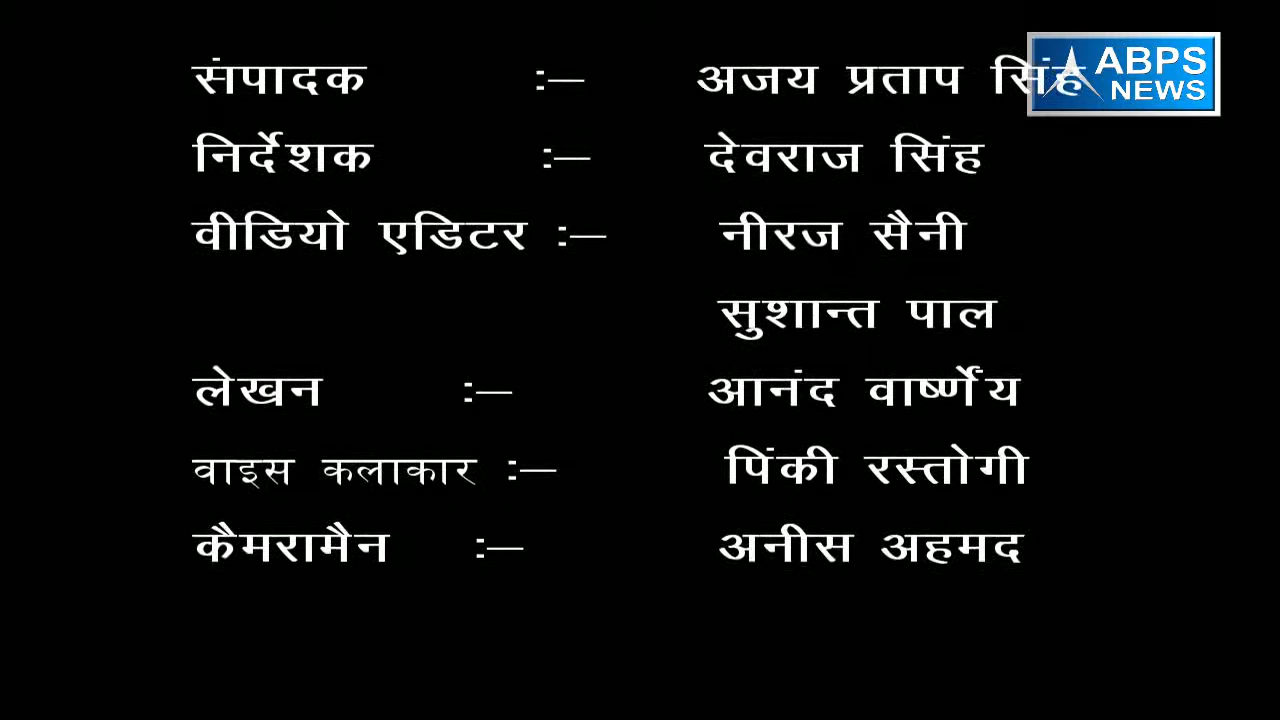 संपादक :— अजय प्रताप सिंह
ABPS
NEWS
निर्देशक :— देवराज सिंह
वीडियो एडिटर :— नीरज सैनी
सुशान्त पाल
लेखन :— आनंद वार्ष्णेंय
वाइस कलाकार :— पिंकी रस्तोगी
कैमरामैन :— अनीस अहमद